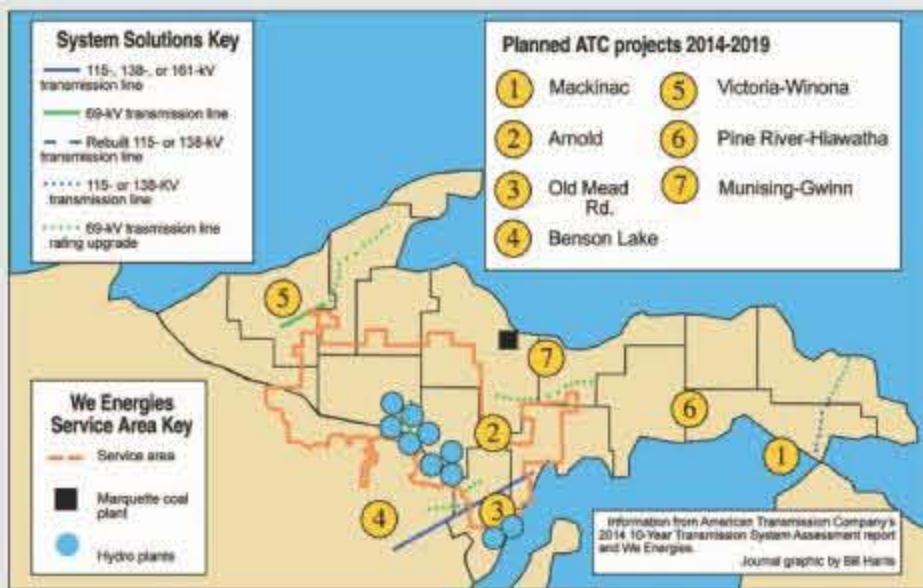 System Solutions Key
115-, 138-, or 161-kV
transmission line
69-kV transmission line
Rebuilt 115- or 138-kV
transmission line
115- or 138-KV
transmission line
69-kV trasmission line
rating upgrade
Planned ATC projects 2014-2019
1 Mackinac
2 Arnold
3 Old Mead
Rd.
4 Benson Lake
5 Victoria-Winona
6 Pine River-Hiawatha
7 Munising-Gwinn
5
7
6
2
1
4
3
We Energies
Service Area Key
Service area
Marquette coal
plant
Hydro plants
Information from American Transmission Company's
2014 10-Year Transmission System Assessment report
and We Energies.
Journal graphic by Bill Harris